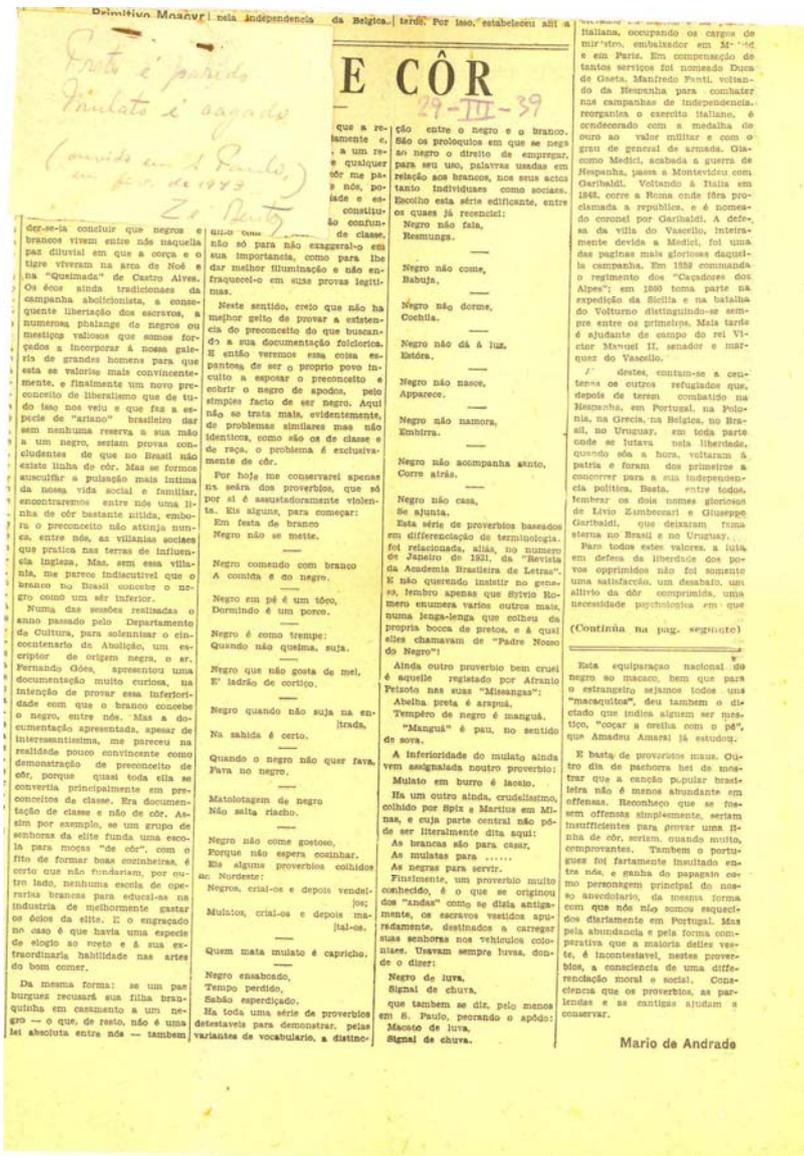 Primitivo Moacyr
pela independencia da Belgica.
tarde. Por isso, estabeleceu ali a
Preto é parido
Mulato é cagado
(ouvido em S. Paulo,
em fev. de 1943
E CÔR
29-III-39
der-se-ia concluir que negros e
brancos vivem entre nós naquella
paz diluvial em que a corça e o
tigre viveram na arca de Noé e
na "Queimada" de Castro Alves.
Os écos ainda tradicionaes da
campanha abolicionista, a conse-
quente libertação dos escravos, a
numerosa phalange de negros ou
mestiços valiosos que somos for-
çados a incorporar á nossa gale-
ria de grandes homens para que
esta se valorise mais convincente-
mente, e finalmente um novo pre-
conceito de liberalismo que de tu-
do isso nos veiu e que faz a es-
pecie de "ariano" brasileiro dar
sem nenhuma reserva a sua mão
a um negro, seriam provas con-
cludentes de que no Brasil não
existe linha de côr. Mas se formos
auscultar a pulsação mais intima
da nossa vida social e familiar,
encontraremos entre nós uma li-
nha de côr bastante nitida, embo-
ra o preconceito não attinja nun-
ca, entre nós, as villanias sociaes
que pratica nas terras de influen-
cia ingleza. Mas, sem essa villa-
nia, me parece indiscutivel que o
branco no Brasil concebe o ne-
gro como um sêr inferior.
Numa das sessões realisadas o
anno passado pelo Departamento
de Cultura, para solennisar o cin-
coentenario da Abolição, um es-
criptor de origem negra, o sr.
Fernando Góes, apresentou uma
documentação muito curiosa, na
intenção de provar essa inferiori-
dade com que o branco concebe
o negro, entre nós. Mas a do-
cumentação apresentada, apesar de
interessantissima, me pareceu na
realidade pouco convincente como
demonstração de preconceito de
côr, porque quasi toda ella se
convertia principalmente em pre-
conceitos de classe. Era documen-
tação de classe e não de côr. As-
sim por exemplo, se um grupo de
senhoras da elite funda uma esco-
la para moças "de côr", com o
fito de formar boas cozinheiras, é
certo que não fundariam, por ou-
tro lado, nenhuma escola de ope-
rarias brancas para educal-as na
industria de melhormente gastar
os ócios da elite. E o engraçado
no caso é que havia uma especie
de elogio ao preto e á sua ex-
traordinaria habilidade nas artes
do bom comer.
Da mesma forma: se um pae
burguez recusará sua filha bran-
quinha em casamento a um ne-
gro — o que, de resto, não é uma
lei absoluta entre nós — tambem
que a re-
tamente e,
, a um re-
e qualquer
côr me pa-
e nós, po-
dade e es-
constitu-
ão confun-
de classe,
não só para não exaggeral-o em
sua importancia, como para lhe
dar melhor illuminação e não en-
fraquecel-o em suas provas legiti-
mas.
Neste sentido, creio que não ha
melhor geito de provar a existen-
cia do preconceito do que buscan-
do a sua documentação folclorica.
E então veremos essa coisa es-
pantosa de ser o proprio povo in-
culto a esposar o preconceito e
cobrir o negro de apodos, pelo
simples facto de ser negro. Aqui
não se trata mais, evidentemente,
de problemas similares mas não
identicos, como são os de classe e
de raça, o problema é exclusiva-
mente de côr.
Por hoje me conservarei apenas
na seára dos proverbios, que só
por si é assustadoramente violen-
ta. Eis alguns, para começar:
Em festa de branco
Negro não se mette.
Negro comendo com branco
A comida é do negro.
Negro em pé é um tôco,
Dormindo é um porco.
Negro é como trempe:
Quando não queima, suja.
Negro que não gosta de mel,
E' ladrão de cortiço.
Negro quando não suja na en-
[trada,
Na sahida é certo.
Quando o negro não quer fava,
Fava no negro.
Matolotagem de negro
Não salta riacho.
Negro não come gostoso,
Porque não espera cozinhar.
Eis alguns proverbios colhidos
no Nordeste:
Negros, crial-os e depois vendel-
[os;
Mulatos, crial-os e depois ma-
[tal-os.
Quem mata mulato é capricho.
Negro ensaboado,
Tempo perdido,
Sabão esperdiçado.
Ha toda uma série de proverbios
detestaveis para demonstrar, pelas
variantes de vocabulario, a distinc-
ção entre o negro e o branco.
São os proloquios em que se nega
ao negro o direito de empregar,
para seu uso, palavras usadas em
relação aos brancos, nos seus actos
tanto individuaes como sociaes.
Escolho esta série edificante, entre
os quaes já recenciei:
Negro não fala,
Resmunga.
Negro não come,
Babuja.
Negro não dorme,
Cochila.
Negro não dá á luz,
Estóra.
Negro não nasce,
Apparece.
Negro não namora,
Embirra.
Negro não acompanha santo,
Corre atrás.
Negro não casa,
Se ajunta.
Esta série de proverbios baseados
em differenciação de terminologia.
foi relacionada, aliás, no numero
de Janeiro de 1931, da "Revista
da Academia Brasileira de Letras".
E não querendo insistir no gene-
ro, lembro apenas que Sylvio Ro-
mero enumera varios outros mais,
numa lenga-lenga que colheu da
propria bocca de pretos, e á qual
elles chamavam de "Padre Nosso
do Negro"!
Ainda outro proverbio bem cruel
é aquelle registado por Afranio
Peixoto nas suas "Missangas":
Abelha preta é arapuá,
Tempêro de negro é manguá.
"Manguá" é pau, no sentido
de sova.
A inferioridade do mulato ainda
vem assignalada noutro proverbio:
Mulato em burro é lacaio.
Ha um outro ainda, crudelissimo,
colhido por Spix e Martius em Mi-
nas, e cuja parte central não pó-
de ser literalmente dita aqui:
As brancas são para casar,
As mulatas para ......
As negras para servir.
Finalmente, um proverbio muito
conhecido, é o que se originou
dos "andas" como se dizia antiga-
mente, os escravos vestidos apu-
radamente, destinados a carregar
suas senhoras nos vehiculos colo-
niaes. Usavam sempre luvas, don-
de o dizer:
Negro de luva,
Signal de chuva.
que tambem se diz, pelo menos
em S. Paulo, peorando o apôdo:
Macaco de luva,
Signal de chuva.
italiana, occupando os cargos de
ministro, embaixador em
e em Paris. Em compensação de
tantos serviços foi nomeado Duca
de Gaeta. Manfredo Fanti, voltan-
do da Hespanha para combater
nas campanhas de independencia,
reorganisa o exercito italiano, é
condecorado com a medalha de
ouro ao valor militar e com o
grau de general de armada. Gia-
como Medici, acabada a guerra de
Hespanha, passa a Montevideu com
Garibaldi. Voltando á Italia em
1848, corre a Roma onde fôra pro-
clamada a republica, e é nomea-
do coronel por Garibaldi. A defe-
sa da villa do Vascello, inteira-
mente devida a Medici, foi uma
das paginas mais gloriosas daquel-
la campanha. Em 1859 commanda
o regimento dos "Caçadores dos
Alpes"; em 1860 toma parte na
expedição da Sicilia e na batalha
do Volturno distinguindo-se sem-
pre entre os primeiros. Mais tarde
é ajudante de campo do rei Vi-
ctor Manuel II, senador e mar-
quez do Vascello.
destes, contam-se a cen-
tenas os outros refugiados que,
depois de terem combatido na
Hespanha, em Portugal, na Polo-
nia, na Grecia, na Belgica, no Bra-
sil, no Uruguay, em toda parte
onde se lutava pela liberdade,
quando sôa a hora, voltaram á
patria e foram dos primeiros a
concorrer para a sua independen-
cia politica. Basta, entre todos,
lembrar os dois nomes gloriosos
de Livio Zambeccari e Giuseppe
Garibaldi, que deixaram fama
eterna no Brasil e no Uruguay.
Para todos estes valores, a luta
em defesa da liberdade dos po-
vos opprimidos não foi somente
uma satisfacção, um desabafo, um
allivio da dôr comprimida, uma
necessidade psychologica em que
(Continúa na pag. seguinte)
Esta equiparação nacional do
negro ao macaco, bem que para
o estrangeiro sejamos todos uns
"macaquitos", deu tambem o di-
ctado que indica alguem ser mes-
tiço, "coçar a orelha com o pé",
que Amadeu Amaral já estudou.
E basta de proverbios maus. Ou-
tro dia de pachorra hei de mos-
trar que a canção popular brasi-
leira não é menos abundante em
offensas. Reconheço que se fos-
sem offensas simplesmente, seriam
insufficientes para provar uma li-
nha de côr, seriam, quando muito,
comprovantes. Tambem o portu-
guez foi fartamente insultado en-
tre nós, e ganha do papagaio co-
mo personagem principal do nos-
so anecdotario, da mesma forma
com que nós não somos esqueci-
dos diariamente em Portugal. Mas
pela abundancia e pela forma com-
perativa que a maioria delles ves-
te, é incontestavel, nestes prover-
bios, a consciencia de uma diffe-
renciação moral e social. Cons-
ciencia que os proverbios, as par-
lendas e as cantigas ajudam a
conservar.
Mario de Andrade